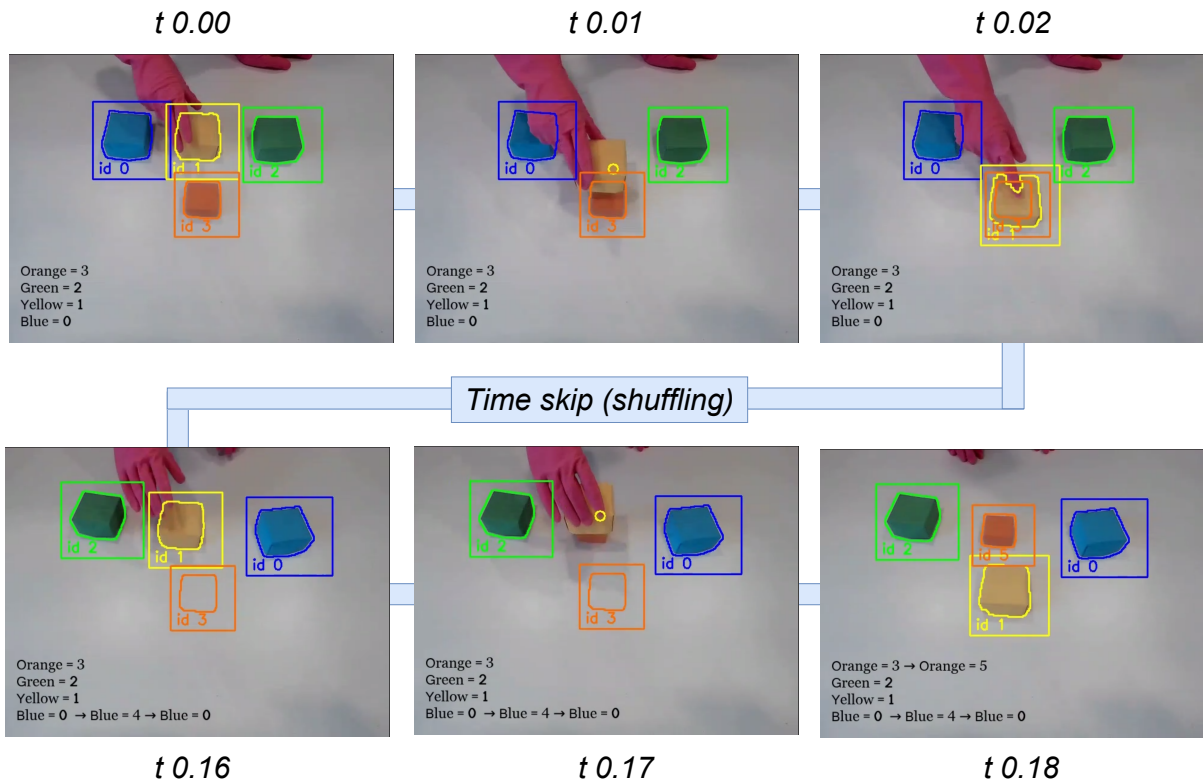 t 0.00
t 0.01
t 0.02
id 0
id 1
id 2
id 3
Orange = 3
Green = 2
Yellow = 1
Blue = 0
id 0
id 2
id 3
Orange = 3
Green = 2
Yellow = 1
Blue = 0
id 0
id 2
id 1
Orange = 3
Green = 2
Yellow = 1
Blue = 0
Time skip (shuffling)
id 2
id 1
id 0
id 3
Orange = 3
Green = 2
Yellow = 1
Blue = 0 → Blue = 4 → Blue = 0
id 2
id 0
id 3
Orange = 3
Green = 2
Yellow = 1
Blue = 0 → Blue = 4 → Blue = 0
id 2
id 5
id 0
id 1
Orange = 3 → Orange = 5
Green = 2
Yellow = 1
Blue = 0 → Blue = 4 → Blue = 0
t 0.16
t 0.17
t 0.18